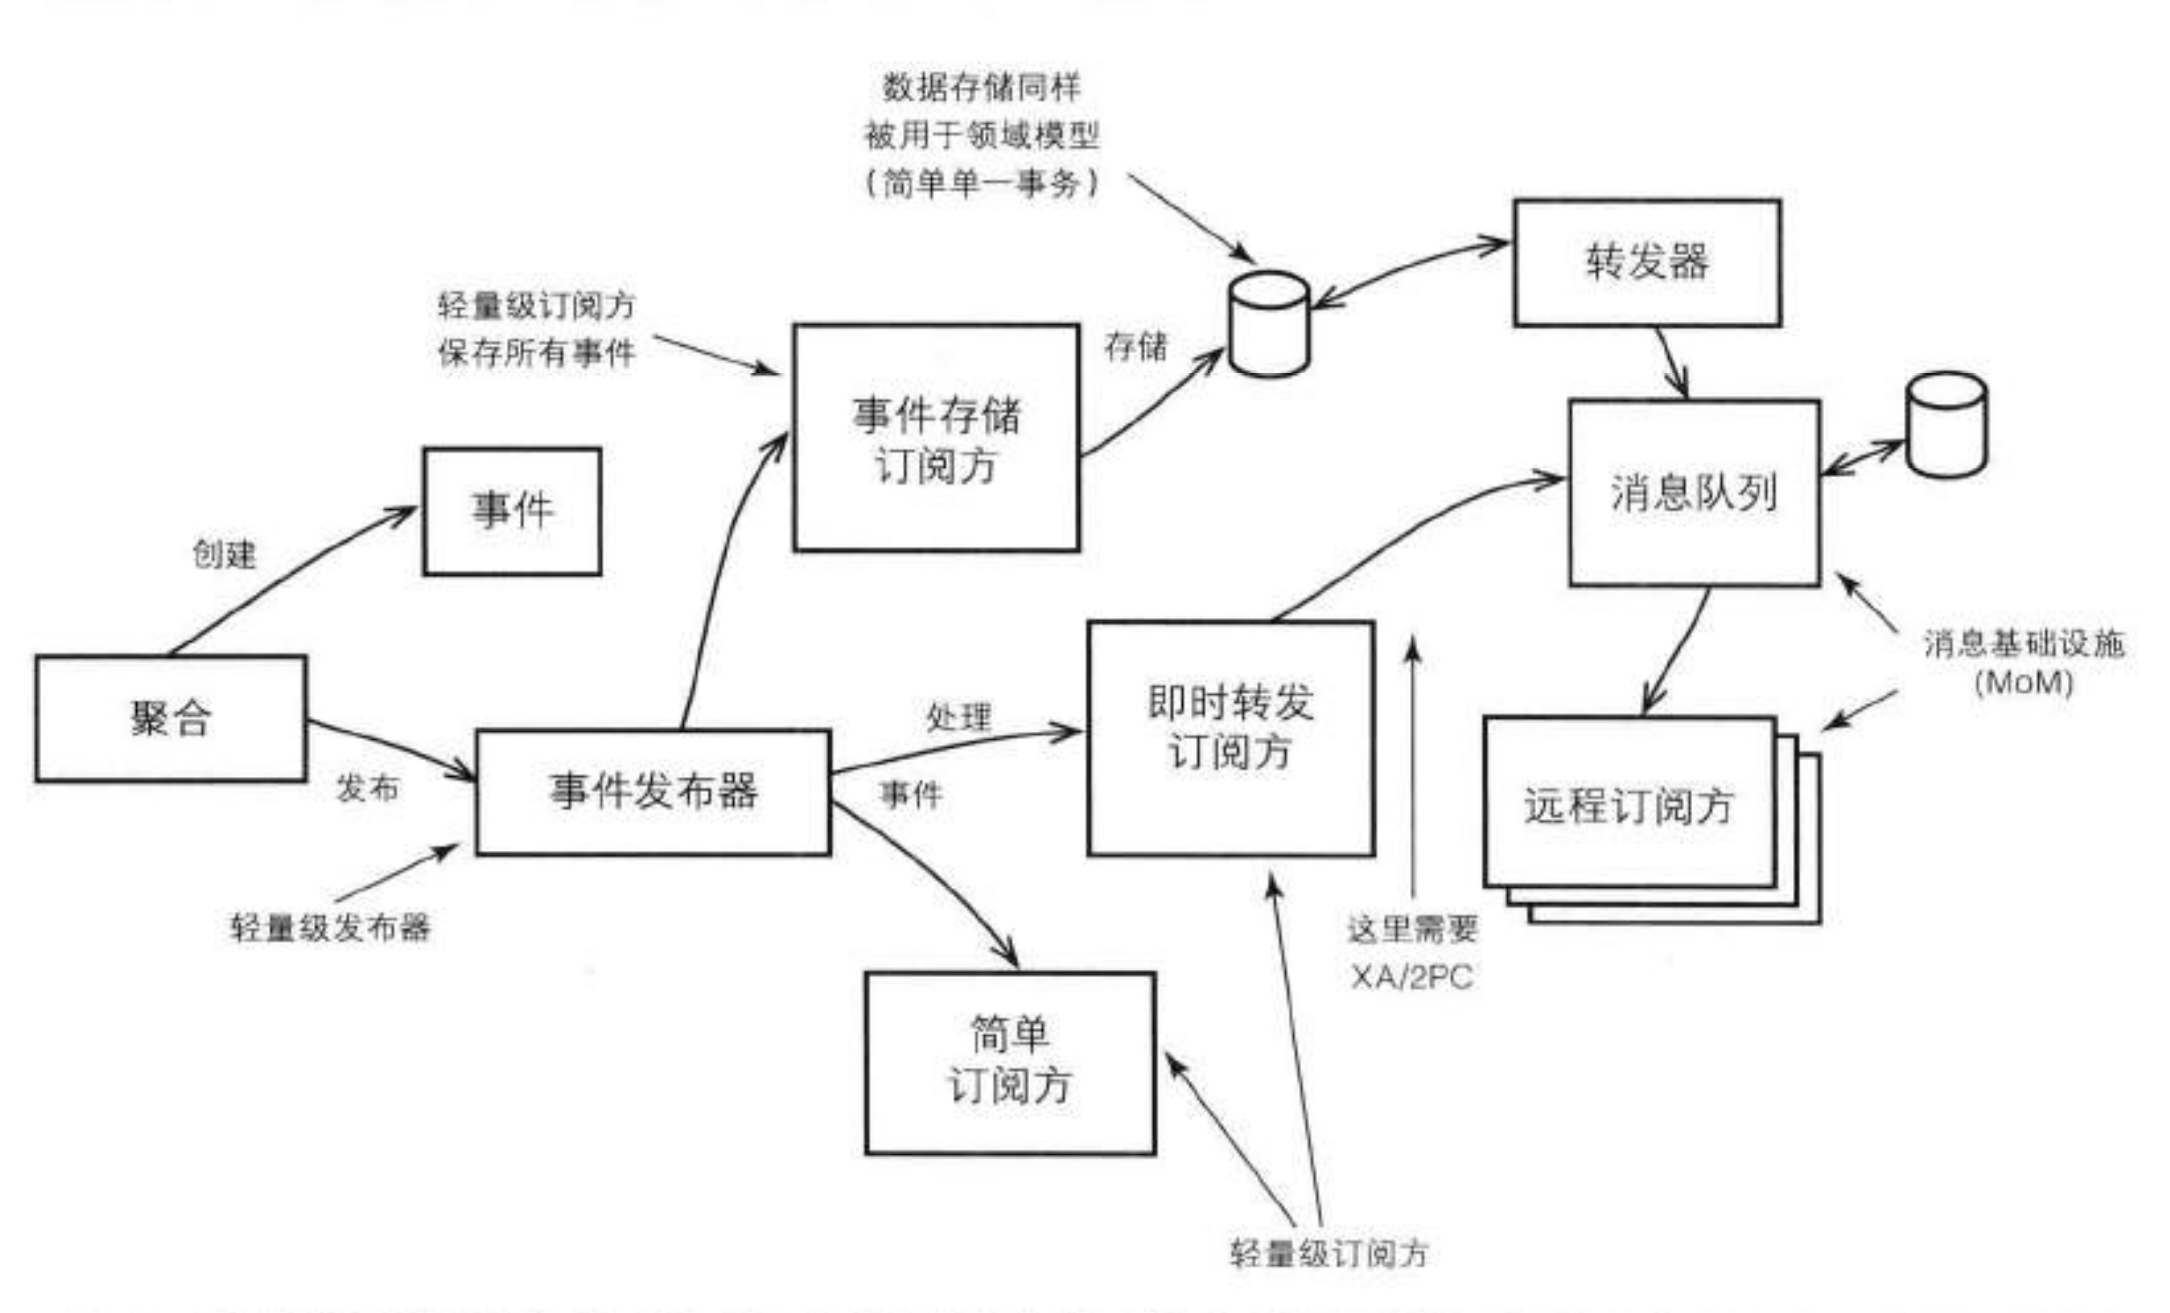 数据存储同样
被用于领域模型
(简单单一事务)
转发器
轻量级订阅方
保存所有事件
存储
事件存储
订阅方
事件
消息队列
创建
消息基础设施
(MoM)
聚合
即时转发
订阅方
处理
发布
事件发布器
事件
远程订阅方
轻量级发布器
这里需要
XA/2PC
简单
订阅方
轻量级订阅方